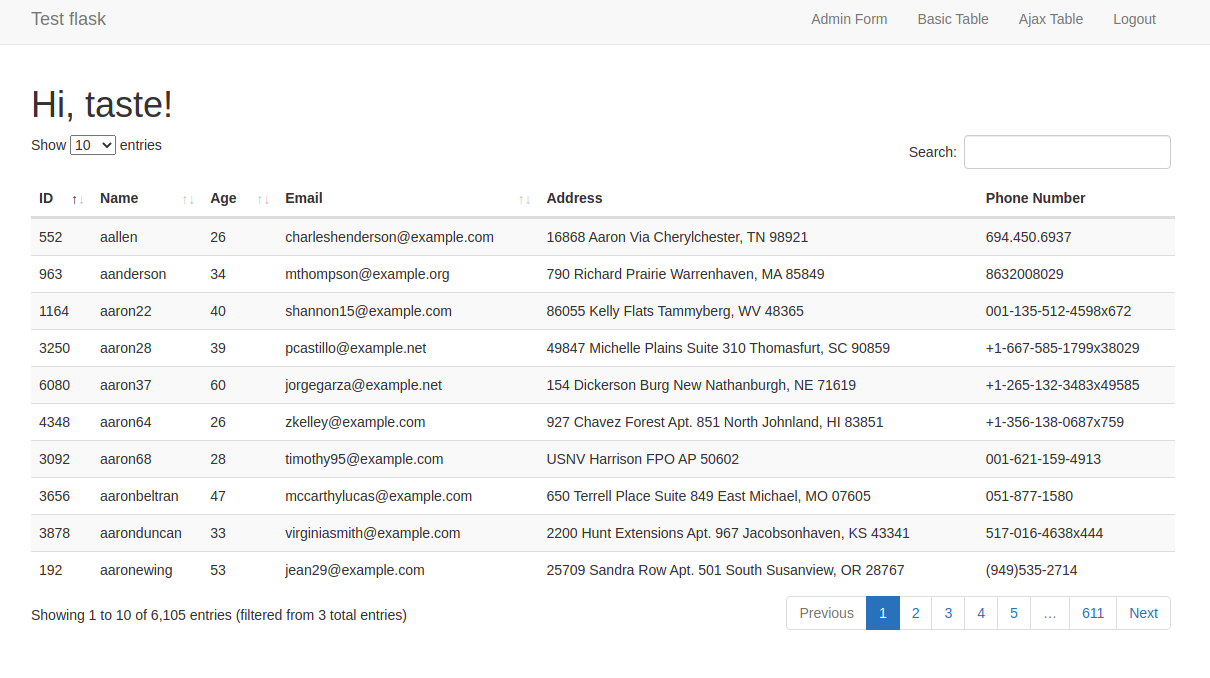 Test flask Admin Form Basic Table Ajax Table Logout
Hi, taste!
Show 10 entries
Search:
ID ↑↓ Name ↑↓ Age ↑↓ Email ↑↓ Address Phone Number
552 aallen 26 charleshenderson@example.com 16868 Aaron Via Cherylchester, TN 98921 694.450.6937
963 aanderson 34 mthompson@example.org 790 Richard Prairie Warrenhaven, MA 85849 8632008029
1164 aaron22 40 shannon15@example.com 86055 Kelly Flats Tammyberg, WV 48365 001-135-512-4598x672
3250 aaron28 39 pcastillo@example.net 49847 Michelle Plains Suite 310 Thomasfurt, SC 90859 +1-667-585-1799x38029
6080 aaron37 60 jorgegarza@example.net 154 Dickerson Burg New Nathanburgh, NE 71619 +1-265-132-3483x49585
4348 aaron64 26 zkelley@example.com 927 Chavez Forest Apt. 851 North Johnland, HI 83851 +1-356-138-0687x759
3092 aaron68 28 timothy95@example.com USNV Harrison FPO AP 50602 001-621-159-4913
3656 aaronbeltran 47 mccarthylucas@example.com 650 Terrell Place Suite 849 East Michael, MO 07605 051-877-1580
3878 aaronduncan 33 virginiasmith@example.com 2200 Hunt Extensions Apt. 967 Jacobsonhaven, KS 43341 517-016-4638x444
192 aaronewing 53 jean29@example.com 25709 Sandra Row Apt. 501 South Susanview, OR 28767 (949)535-2714
Showing 1 to 10 of 6,105 entries (filtered from 3 total entries) Previous 1 2 3 4 5 … 611 Next